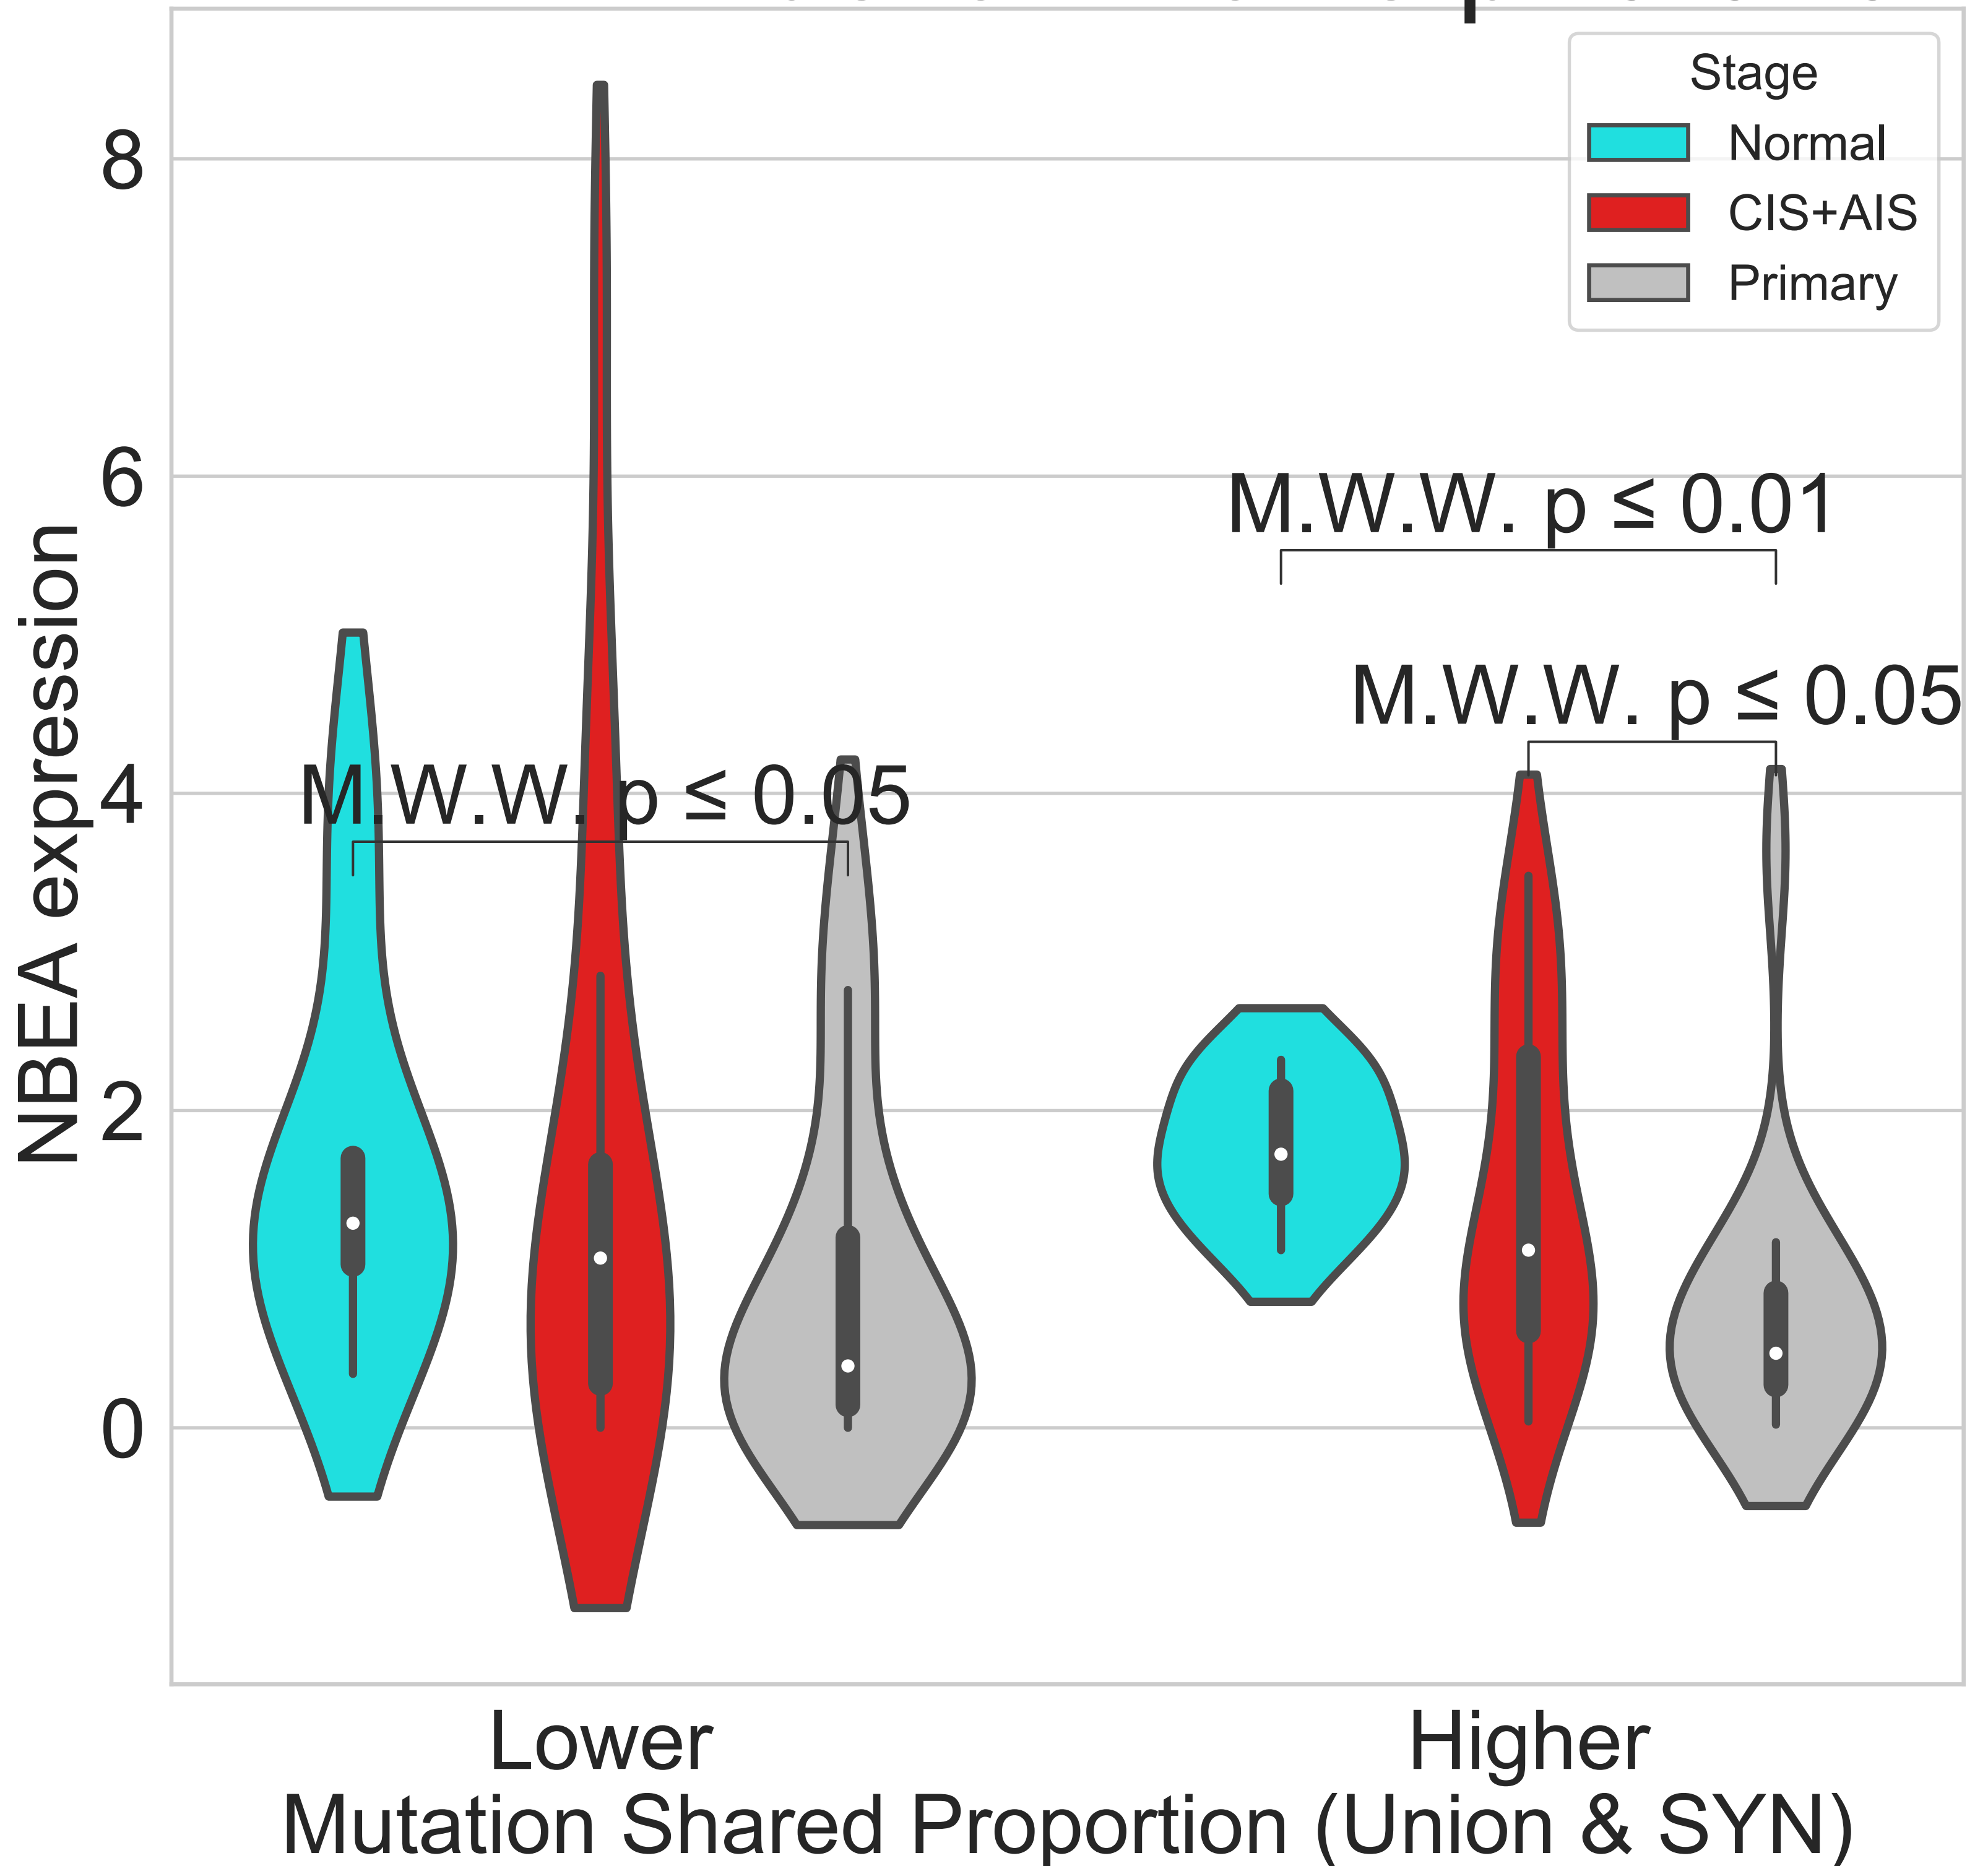 Stage
Normal
CIS+AIS
Primary
8
6
4
2
0
NBEA expression
M.W.W. p ≤ 0.01
M.W.W. p ≤ 0.05
M.W.W. p ≤ 0.05
Lower
Higher
Mutation Shared Proportion (Union & SYN)